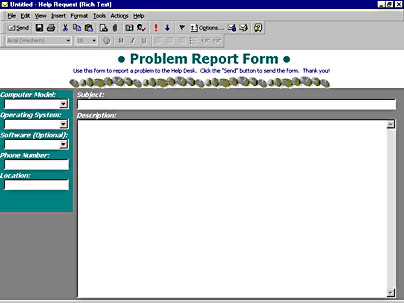 Untitled - Help Request (Rich Text)
File Edit View Insert Format Tools Actions Help
Send Options...
Arial (Western) 10 B I U
• Problem Report Form •
Use this form to report a problem to the Help Desk. Click the "Send" button to send the Form. Thank you!
Computer Model:
Subject:
Operating System:
Description:
Software (Optional):
Phone Number:
Location: